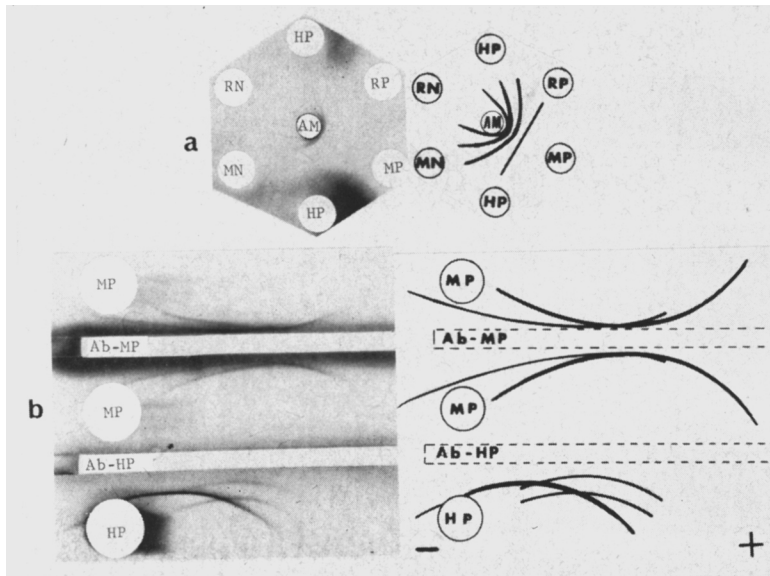 HP HP
RN RP RN RP
AM AM
a
MN MP MN MP
HP HP
MP MP
Ab-MP Ab-MP
b
MP MP
Ab-HP Ab-HP
HP HP
− +